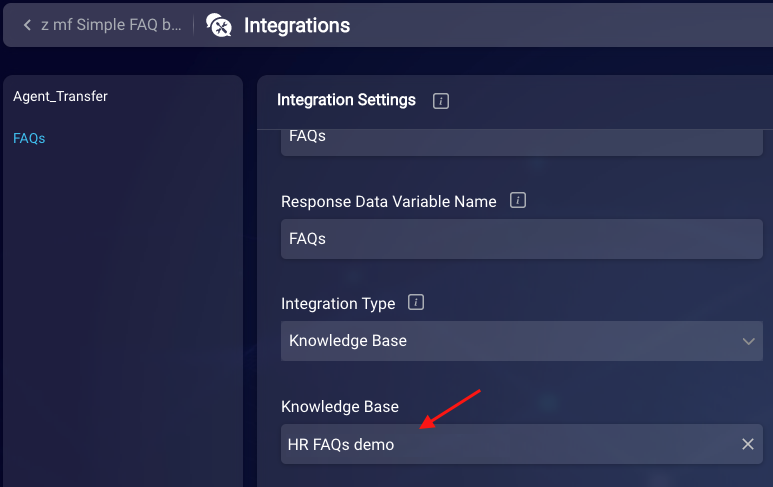 z mf Simple FAQ b...
Integrations
Agent_Transfer
FAQs
Integration Settings
FAQs
Response Data Variable Name
FAQs
Integration Type
Knowledge Base
Knowledge Base
HR FAQs demo